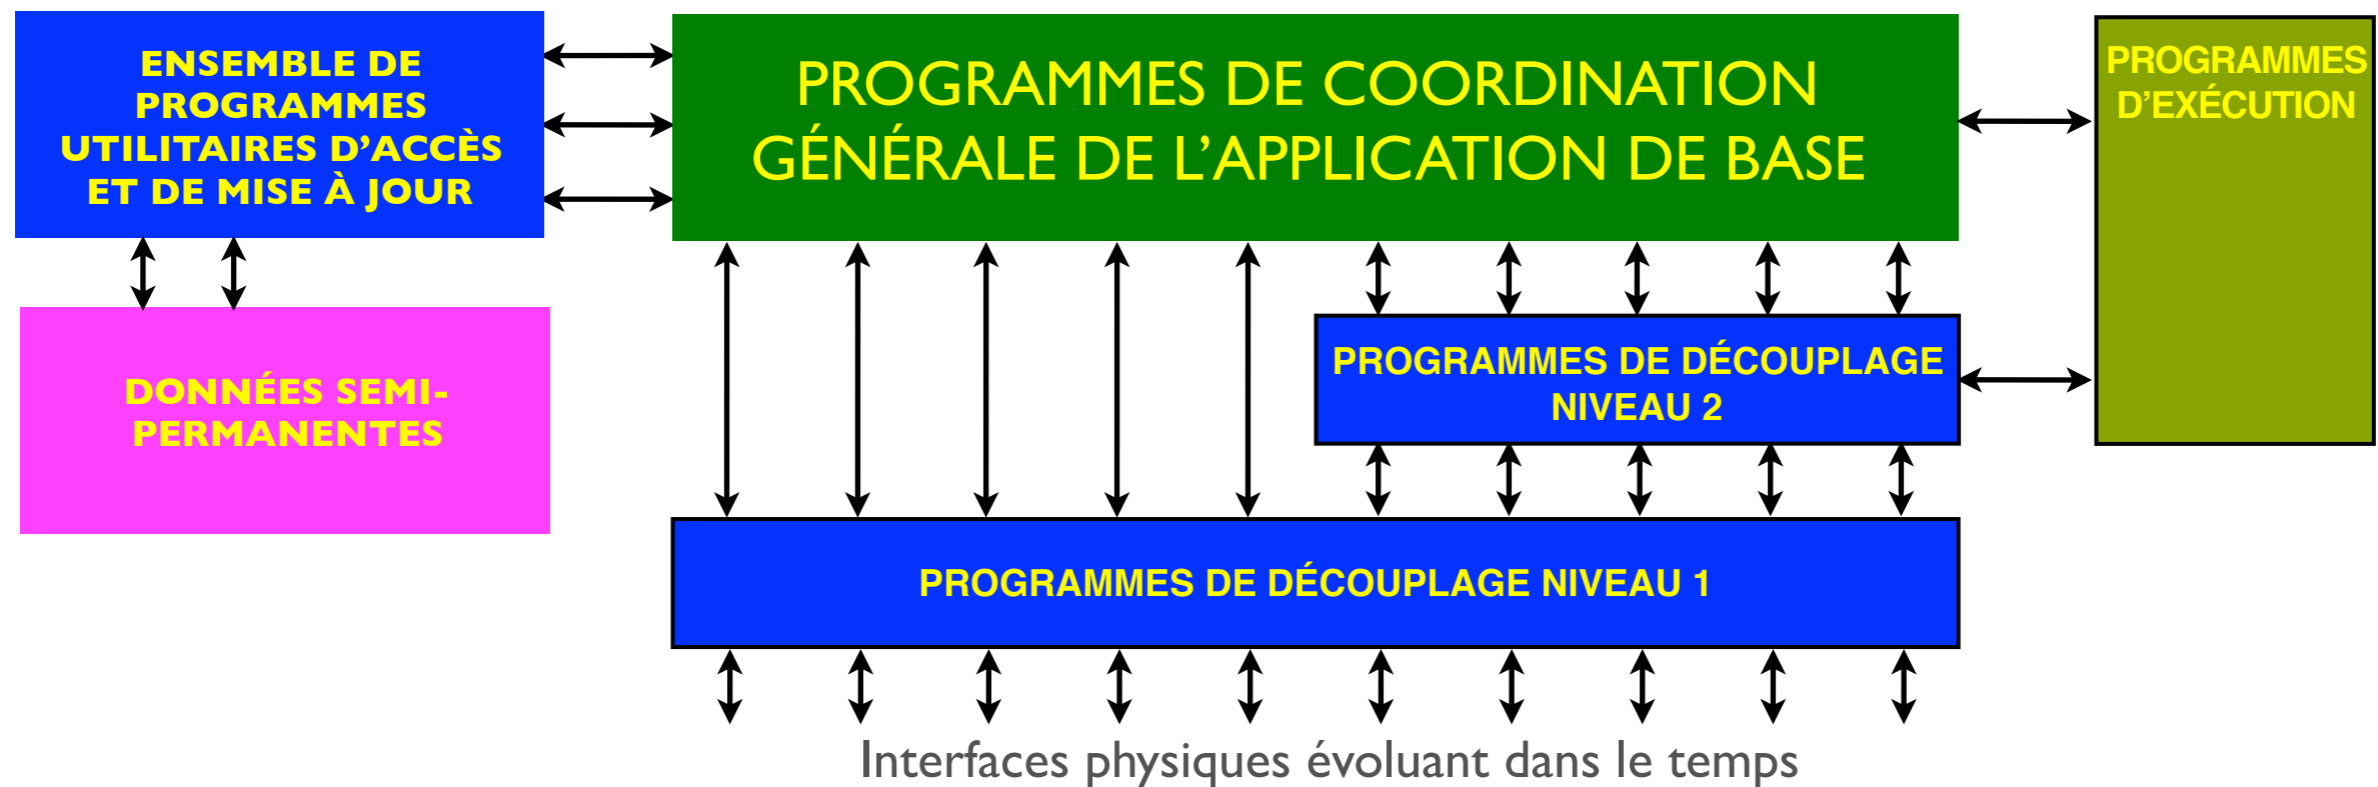 ENSEMBLE DE
PROGRAMMES
UTILITAIRES D’ACCÈS
ET DE MISE À JOUR
PROGRAMMES DE COORDINATION
GÉNÉRALE DE L’APPLICATION DE BASE
PROGRAMMES
D’EXÉCUTION
DONNÉES SEMI-
PERMANENTES
PROGRAMMES DE DÉCOUPLAGE
NIVEAU 2
PROGRAMMES DE DÉCOUPLAGE NIVEAU 1
Interfaces physiques évoluant dans le temps